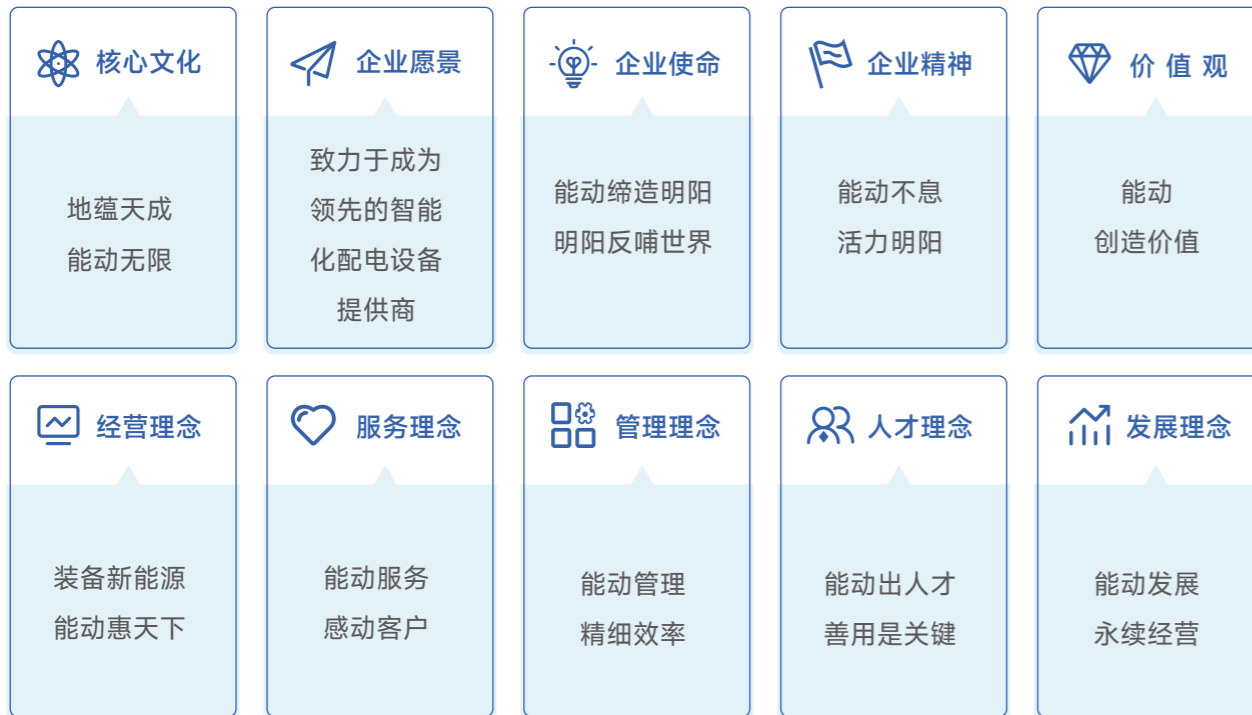 核心文化
地蕴天成
能动无限
企业愿景
致力于成为
领先的智能
化配电设备
提供商
企业使命
能动缔造明阳
明阳反哺世界
企业精神
能动不息
活力明阳
价值观
能动
创造价值
经营理念
装备新能源
能动惠天下
服务理念
能动服务
感动客户
管理理念
能动管理
精细效率
人才理念
能动出人才
善用是关键
发展理念
能动发展
永续经营